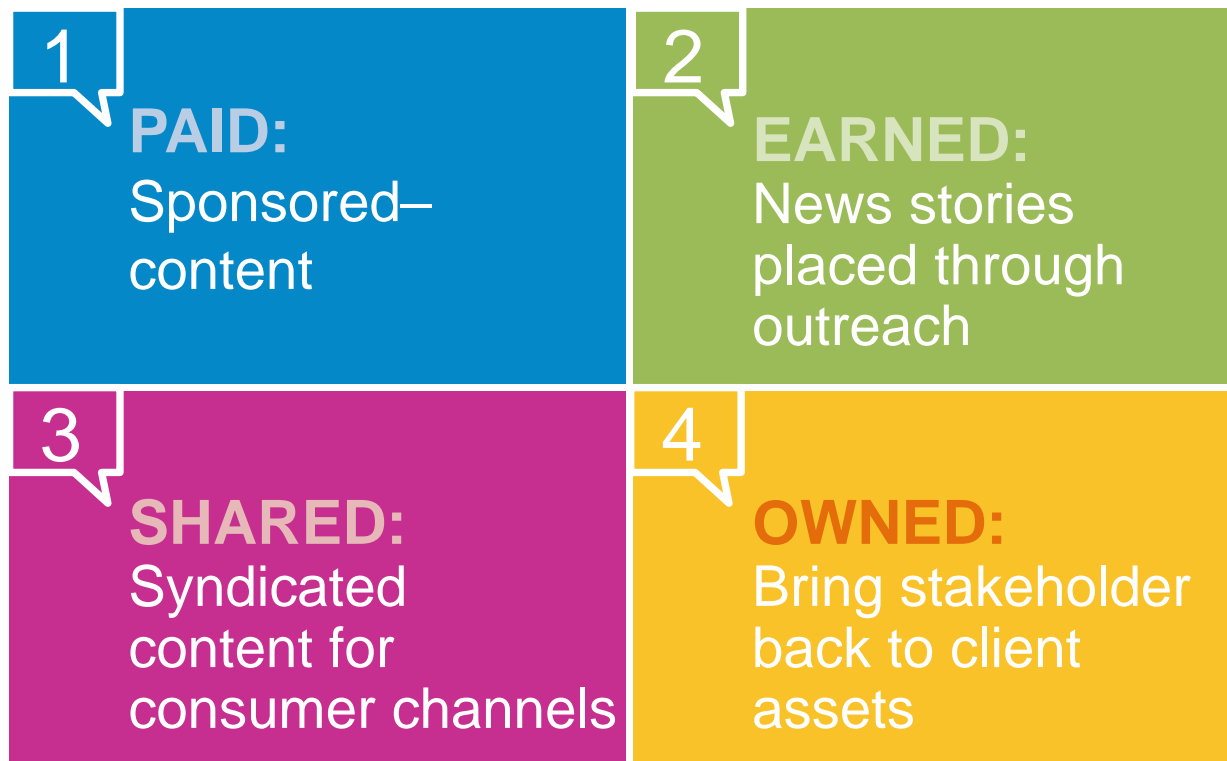 1
PAID:
Sponsored–
content
2
EARNED:
News stories
placed through
outreach
3
SHARED:
Syndicated
content for
consumer channels
4
OWNED:
Bring stakeholder
back to client
assets